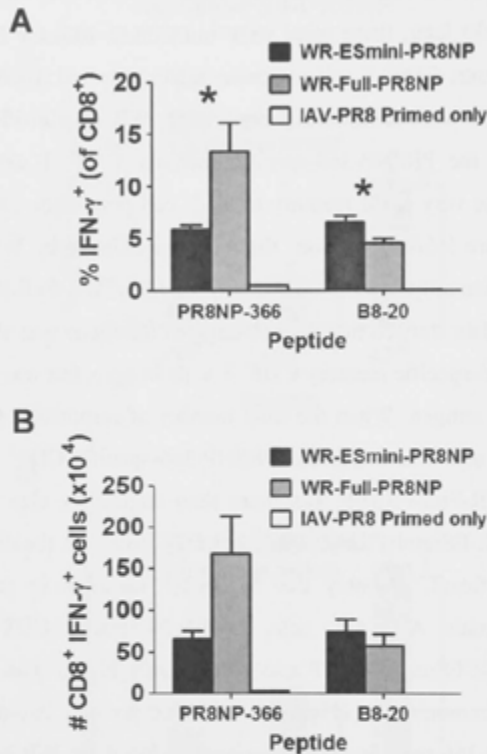 A
WR-ESmini-PR8NP
WR-Full-PR8NP
IAV-PR8 Primed only
% IFN-γ+ (of CD8+)
20
15
10
5
0
*
*
PR8NP-366 B8-20
Peptide
B
WR-ESmini-PR8NP
WR-Full-PR8NP
IAV-PR8 Primed only
# CD8+ IFN-γ+ cells (x10-4)
250
200
150
100
50
0
PR8NP-366 B8-20
Peptide